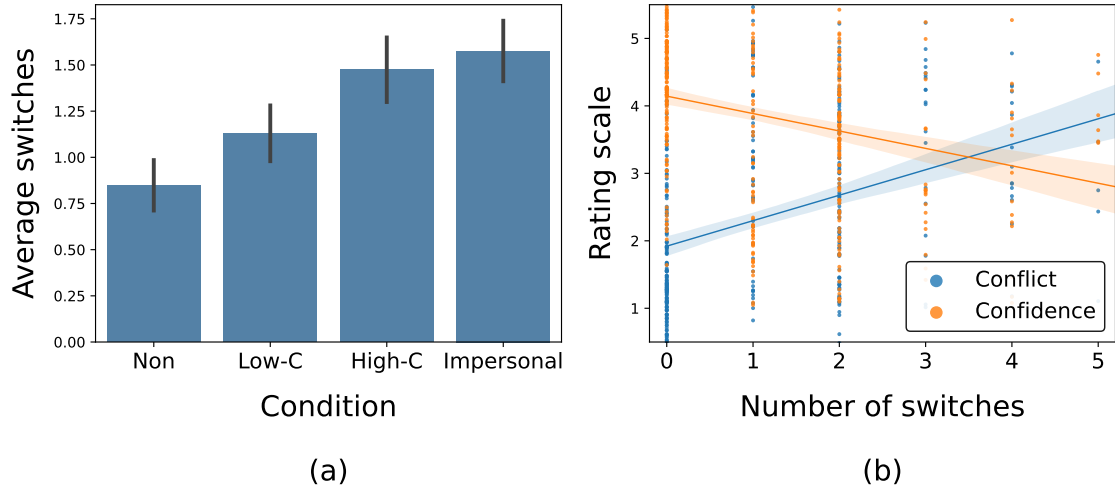 Average switches
1.75
1.50
1.25
1.00
0.75
0.50
0.25
0.00
Non Low-C High-C Impersonal
Condition
(a)
Rating scale
5
4
3
2
1
Conflict
Confidence
0 1 2 3 4 5
Number of switches
(b)